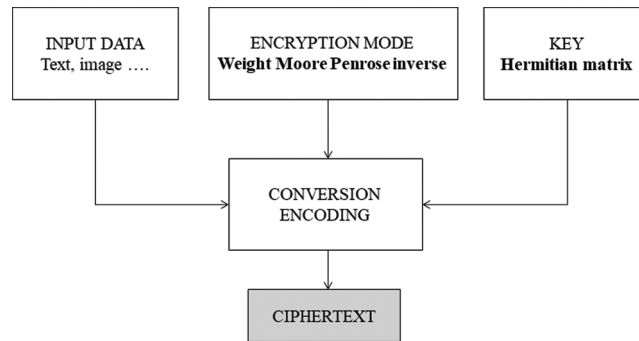 INPUT DATA
Text, image ….
ENCRYPTION MODE
Weight Moore Penrose inverse
KEY
Hermitian matrix
CONVERSION
ENCODING
CIPHERTEXT